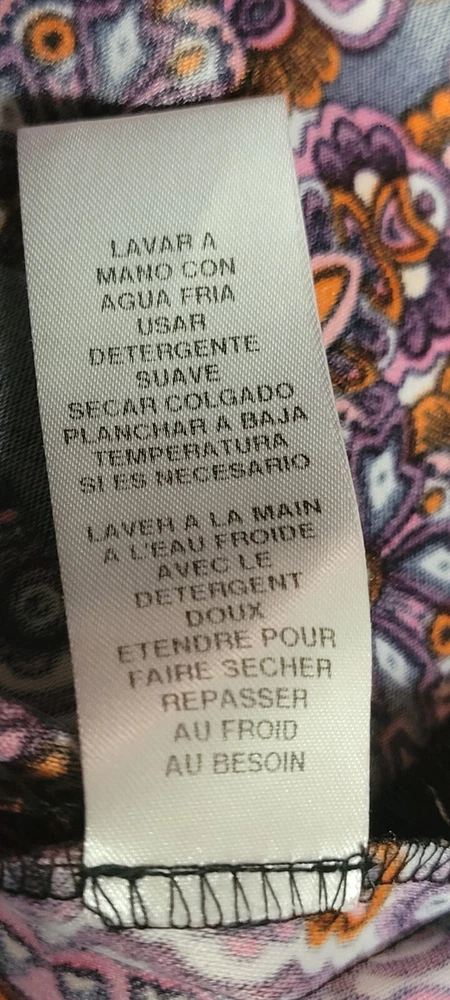 LAVAR A
MANO CON
AGUA FRIA
USAR
DETERGENTE
SUAVE
SECAR COLGADO
PLANCHAR A BAJA
TEMPERATURA
SI ES NECESARIO
LAVER A LA MAIN
A L'EAU FROIDE
AVEC LE
DETERGENT
DOUX
ETENDRE POUR
FAIRE SECHER
REPASSER
AU FROID
AU BESOIN